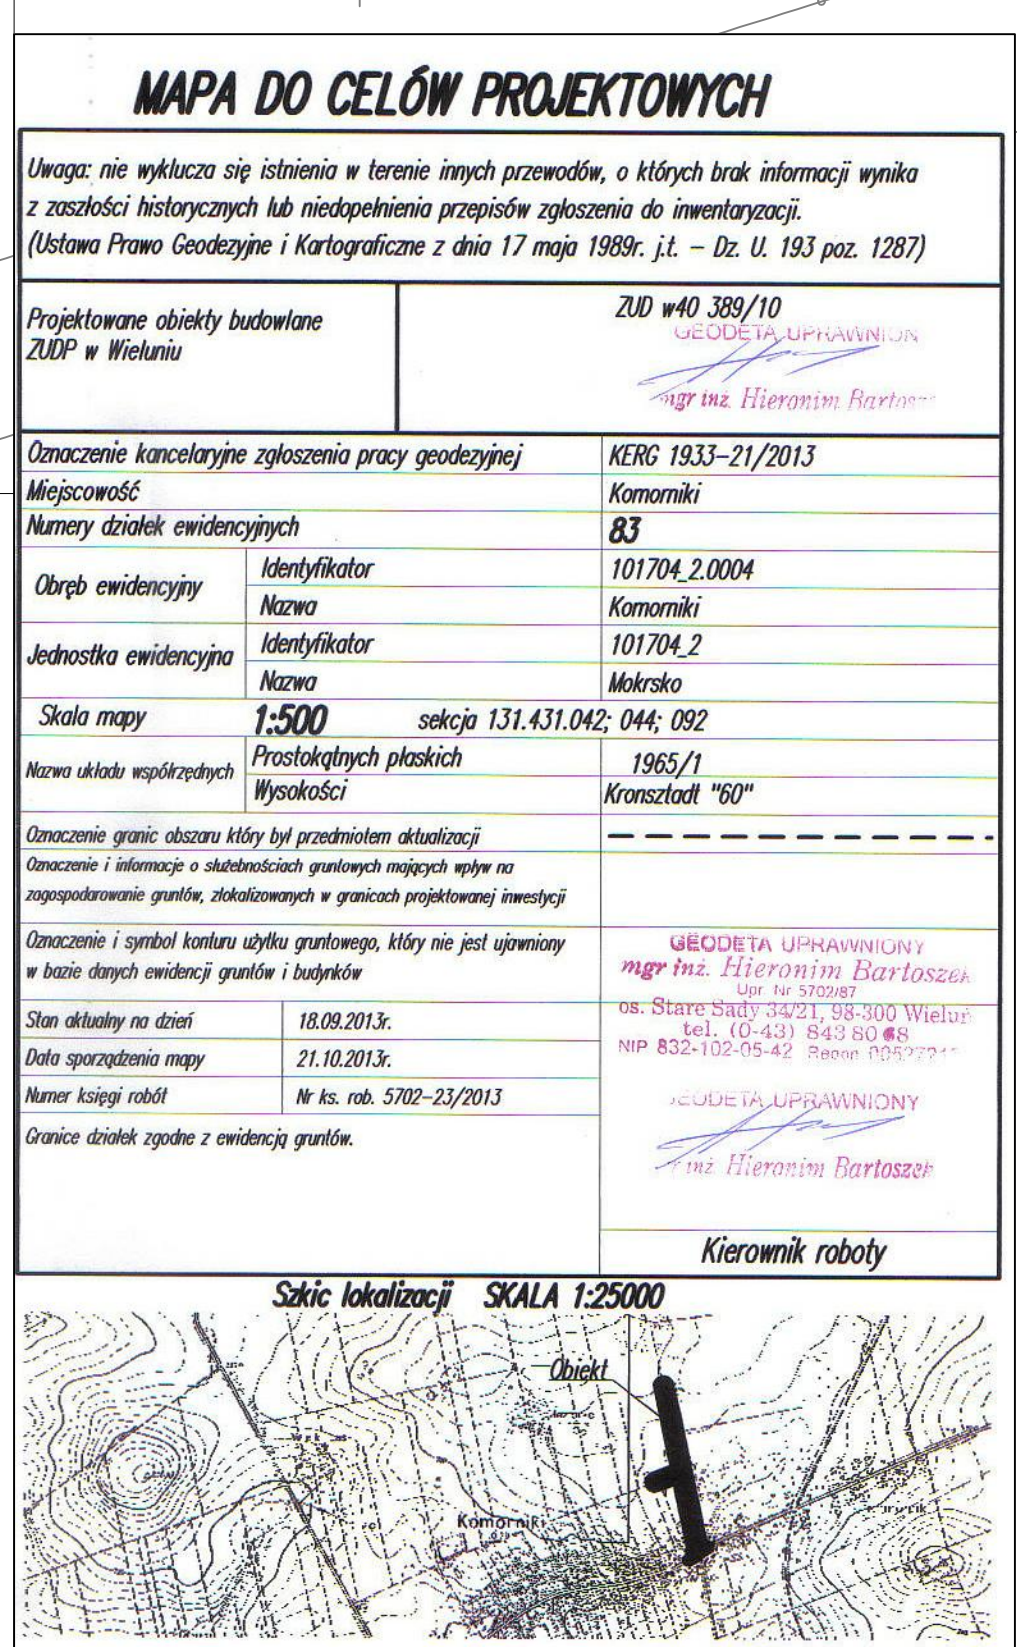 MAPA DO CELÓW PROJEKTOWYCH
Uwaga: nie wyklucza się istnienia w terenie innych przewodów, o których brak informacji wynika
z zaszłości historycznych lub niedopełnienia przepisów zgłoszenia do inwentaryzacji.
(Ustawa Prawo Geodezyjne i Kartograficzne z dnia 17 maja 1989r. j.t. – Dz. U. 193 poz. 1287)
Projektowane obiekty budowlane
ZUDP w Wieluniu
ZUD w40 389/10
GEODETA UPRAWNION
mgr inż. Hieronim Bartosz
Oznaczenie kancelaryjne zgłoszenia pracy geodezyjnej KERG 1933–21/2013
Miejscowość Komorniki
Numery działek ewidencyjnych 83
Obręb ewidencyjny
Identyfikator 101704_2.0004
Nazwa Komorniki
Jednostka ewidencyjna
Identyfikator 101704_2
Nazwa Mokrsko
Skala mapy 1:500 sekcja 131.431.042; 044; 092
Nazwa układu współrzędnych
Prostokątnych płaskich 1965/1
Wysokości Kronsztadt "60"
Oznaczenie granic obszaru który był przedmiotem aktualizacji
Oznaczenie i informacje o służebnościach gruntowych mających wpływ na
zagospodarowanie gruntów, zlokalizowanych w granicach projektowanej inwestycji
Oznaczenie i symbol konturu użytku gruntowego, który nie jest ujawniony
w bazie danych ewidencji gruntów i budynków
GEODETA UPRAWNIONY
mgr inż. Hieronim Bartoszek
Upr. Nr 5702/87
os. Stare Sady 34/21, 98-300 Wieluń
tel. (0-43) 843 80 68
NIP 832-102-05-42 Regon
Stan aktualny na dzień 18.09.2013r.
Data sporządzenia mapy 21.10.2013r.
Numer księgi robót Nr ks. rob. 5702–23/2013
Granice działek zgodne z ewidencją gruntów.
GEODETA UPRAWNIONY
r inż. Hieronim Bartoszek
Kierownik roboty
Szkic lokalizacji SKALA 1:25000
Obiekt
Komorniki